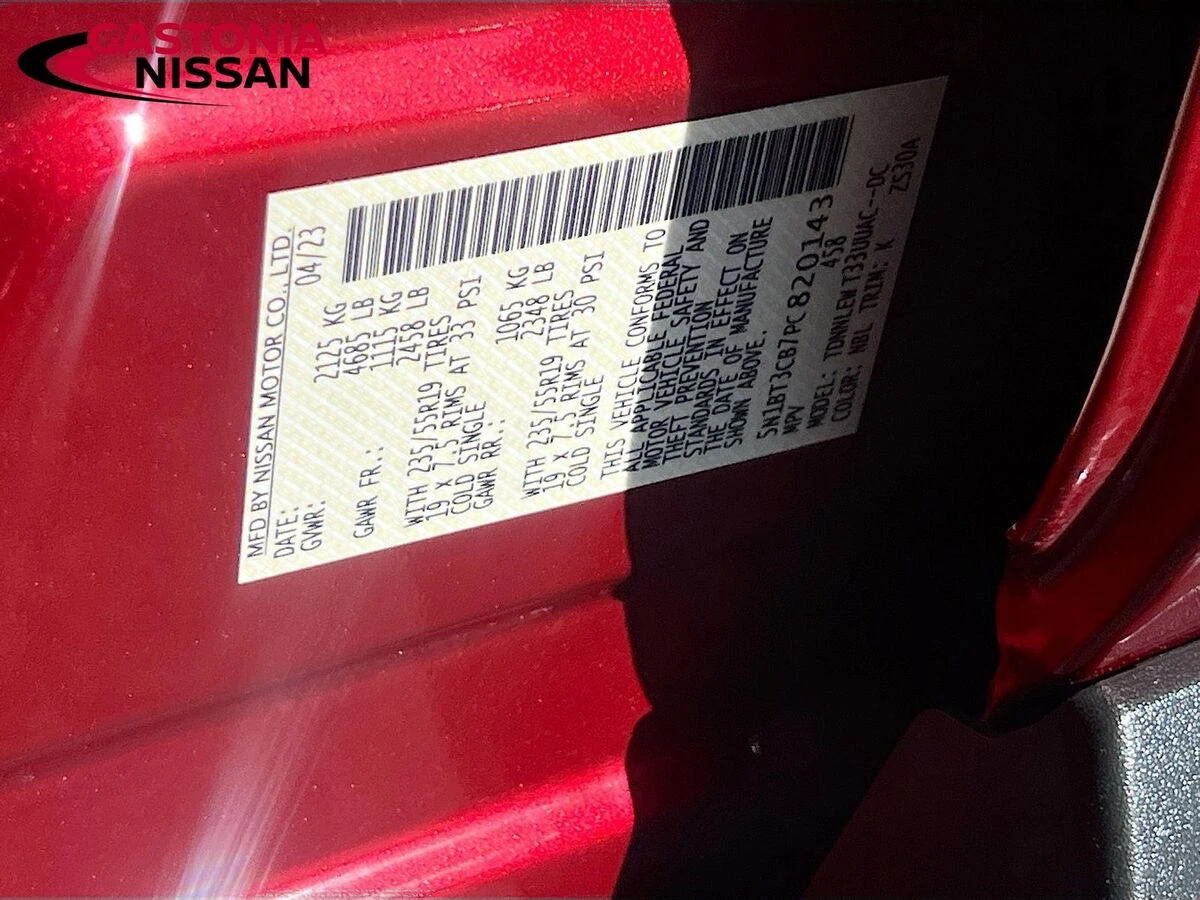 GASTONIA
NISSAN
MFD BY NISSAN MOTOR CO.,LTD.
DATE: 04/23
GVWR: 2125 KG
4685 LB
GAWR FR.: 1115 KG
2458 LB
WITH 235/55R19 TIRES
19 X 7.5 RIMS AT 33 PSI
COLD SINGLE
GAWR RR.: 1065 KG
2348 LB
WITH 235/55R19 TIRES
19 X 7.5 RIMS AT 30 PSI
COLD SINGLE
THIS VEHICLE CONFORMS TO
ALL APPLICABLE FEDERAL
MOTOR VEHICLE SAFETY AND
THEFT PREVENTION
STANDARDS IN EFFECT ON
THE DATE OF MANUFACTURE
SHOWN ABOVE.
5N1BT3CB7PC820143
MPV 458
MODEL: TDNNLEW T33UUAC--DC
COLOR: NBL TRIM: K ZS30A